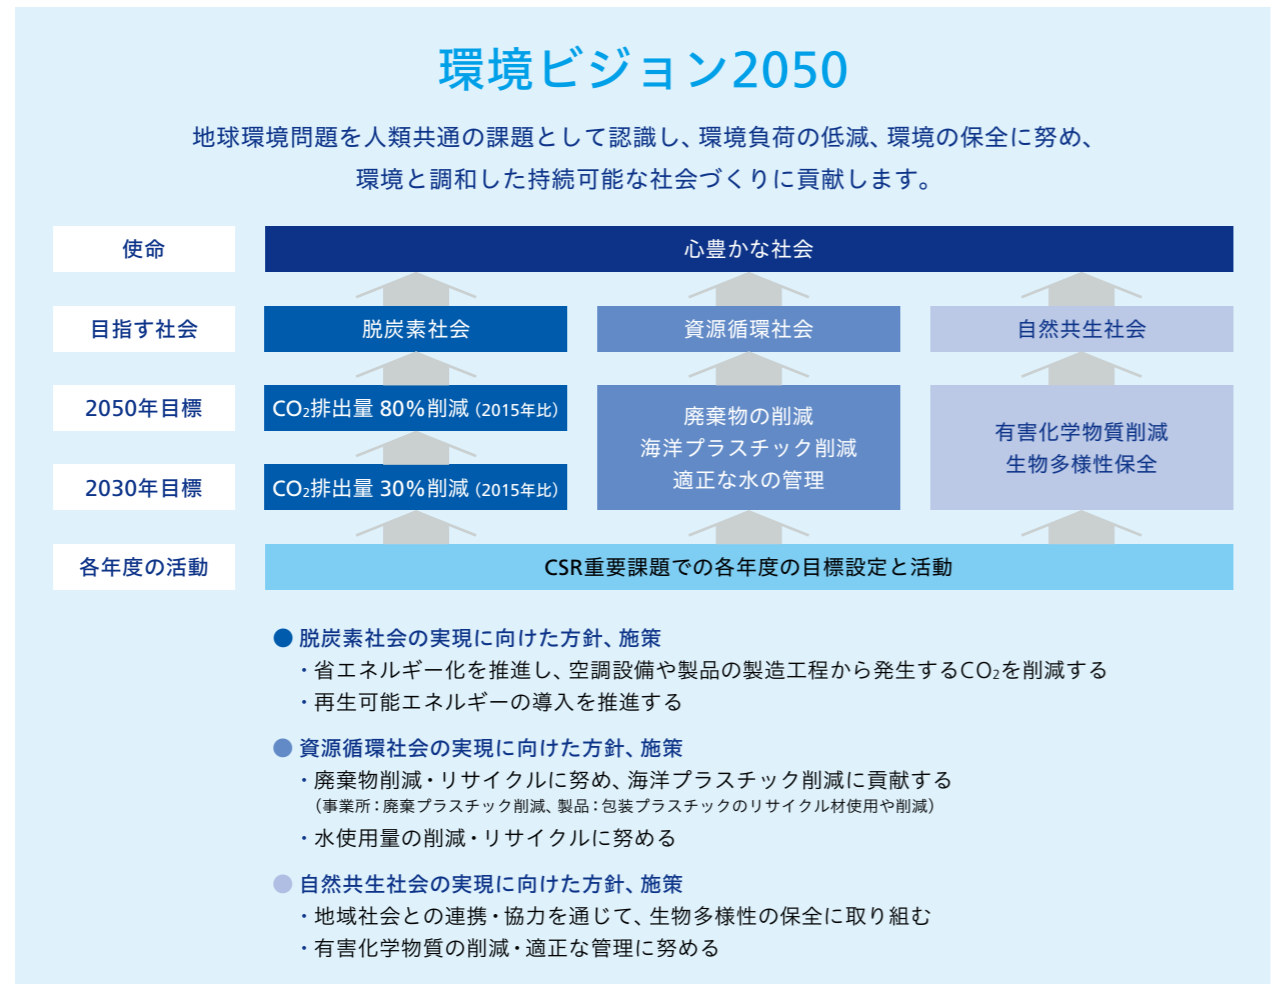 環境ビジョン2050
地球環境問題を人類共通の課題として認識し、環境負荷の低減、環境の保全に努め、
環境と調和した持続可能な社会づくりに貢献します。
使命
心豊かな社会
目指す社会
脱炭素社会
資源循環社会
自然共生社会
2050年目標
CO₂排出量 80%削減（2015年比）
2030年目標
CO₂排出量 30%削減（2015年比）
廃棄物の削減
海洋プラスチック削減
適正な水の管理
有害化学物質削減
生物多様性保全
各年度の活動
CSR重要課題での各年度の目標設定と活動
● 脱炭素社会の実現に向けた方針、施策
・省エネルギー化を推進し、空調設備や製品の製造工程から発生するCO₂を削減する
・再生可能エネルギーの導入を推進する
● 資源循環社会の実現に向けた方針、施策
・廃棄物削減・リサイクルに努め、海洋プラスチック削減に貢献する
（事業所：廃棄プラスチック削減、製品：包装プラスチックのリサイクル材使用や削減）
・水使用量の削減・リサイクルに努める
● 自然共生社会の実現に向けた方針、施策
・地域社会との連携・協力を通じて、生物多様性の保全に取り組む
・有害化学物質の削減・適正な管理に努める